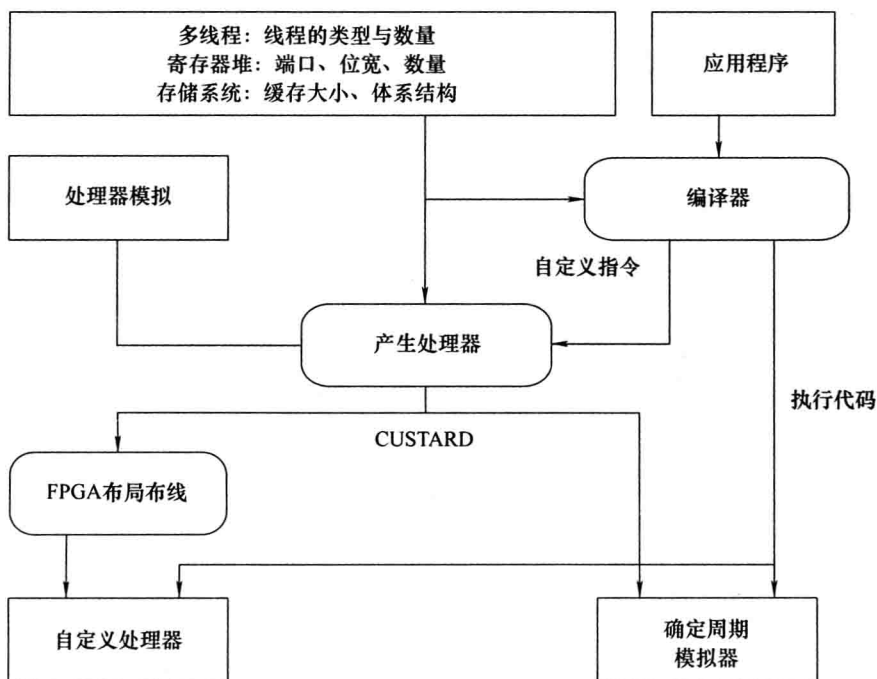 多线程：线程的类型与数量
寄存器堆：端口、位宽、数量
存储系统：缓存大小、体系结构
应用程序
处理器模拟
编译器
自定义指令
产生处理器
执行代码
CUSTARD
FPGA布局布线
自定义处理器
确定周期
模拟器